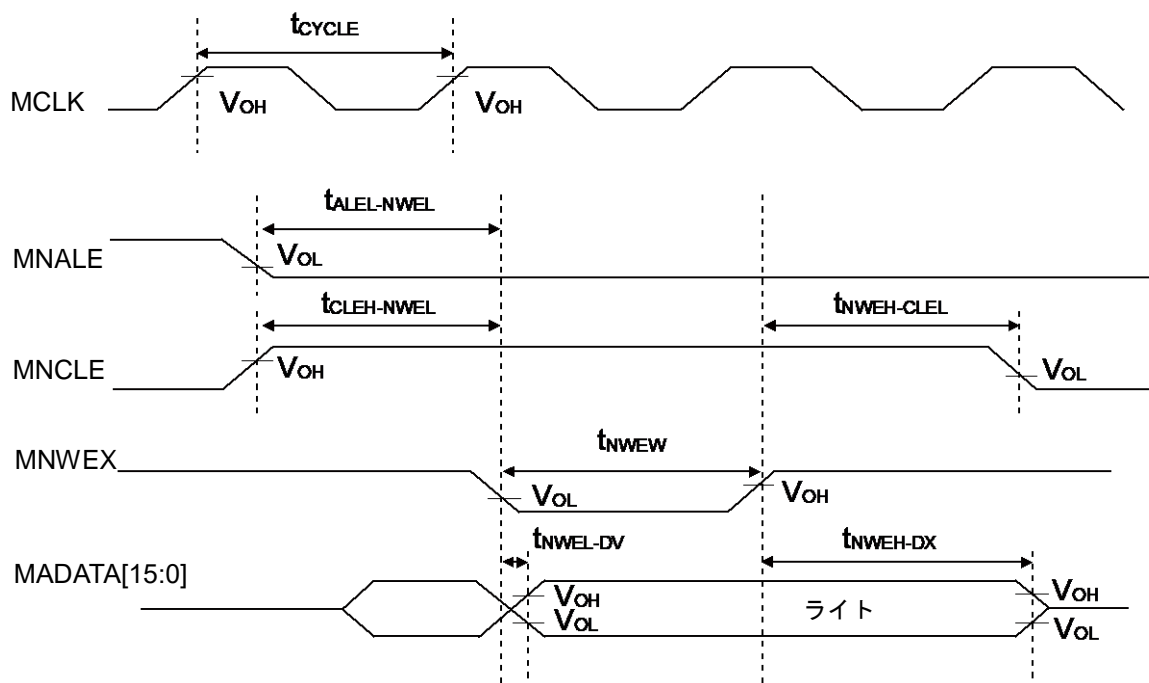 tCYCLE
MCLK
VOH
VOH
tALEL-NWEL
MNALE
VOL
tCLEH-NWEL
tNWEH-CLEL
MNCLE
VOH
VOL
tNWEW
MNWEX
VOL
VOH
tNWEL-DV
tNWEH-DX
MADATA[15:0]
VOH
ライト
VOH
VOL
VOL